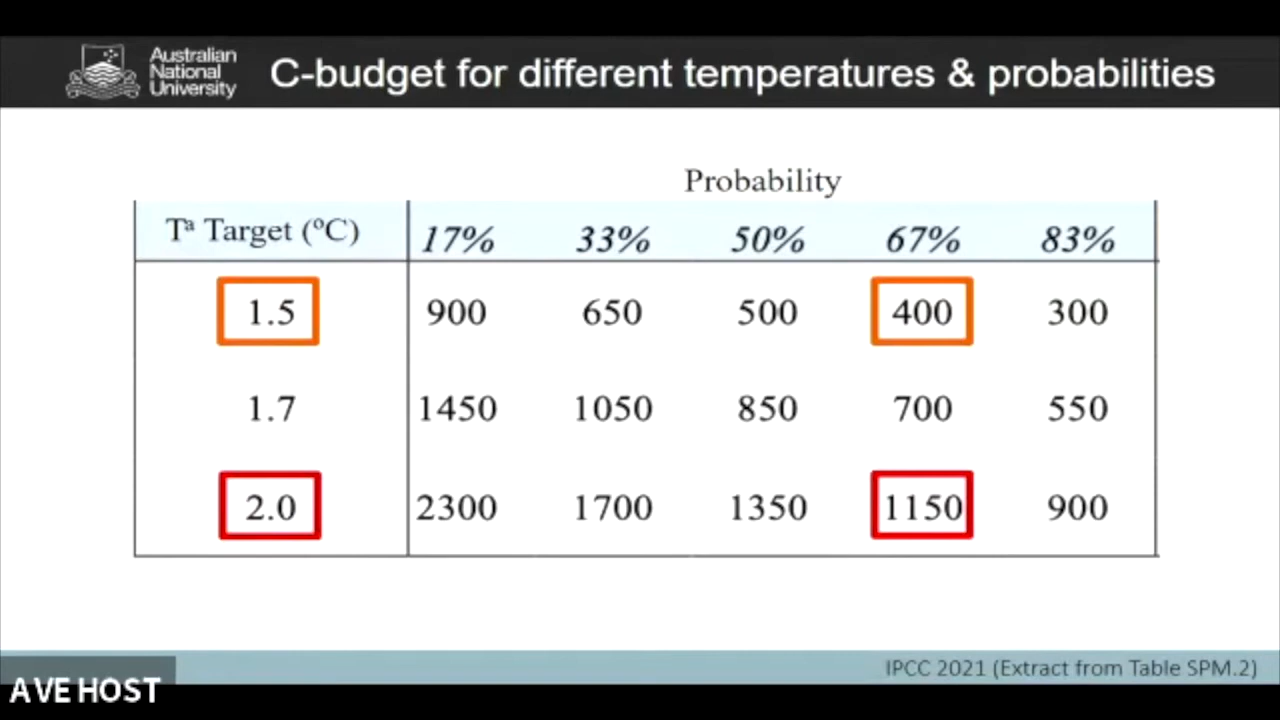 Australian
National
University
C-budget for different temperatures & probabilities
Probability
Tª Target (ºC) 17% 33% 50% 67% 83%
1.5 900 650 500 400 300
1.7 1450 1050 850 700 550
2.0 2300 1700 1350 1150 900
IPCC 2021 (Extract from Table SPM.2)
AVE HOST